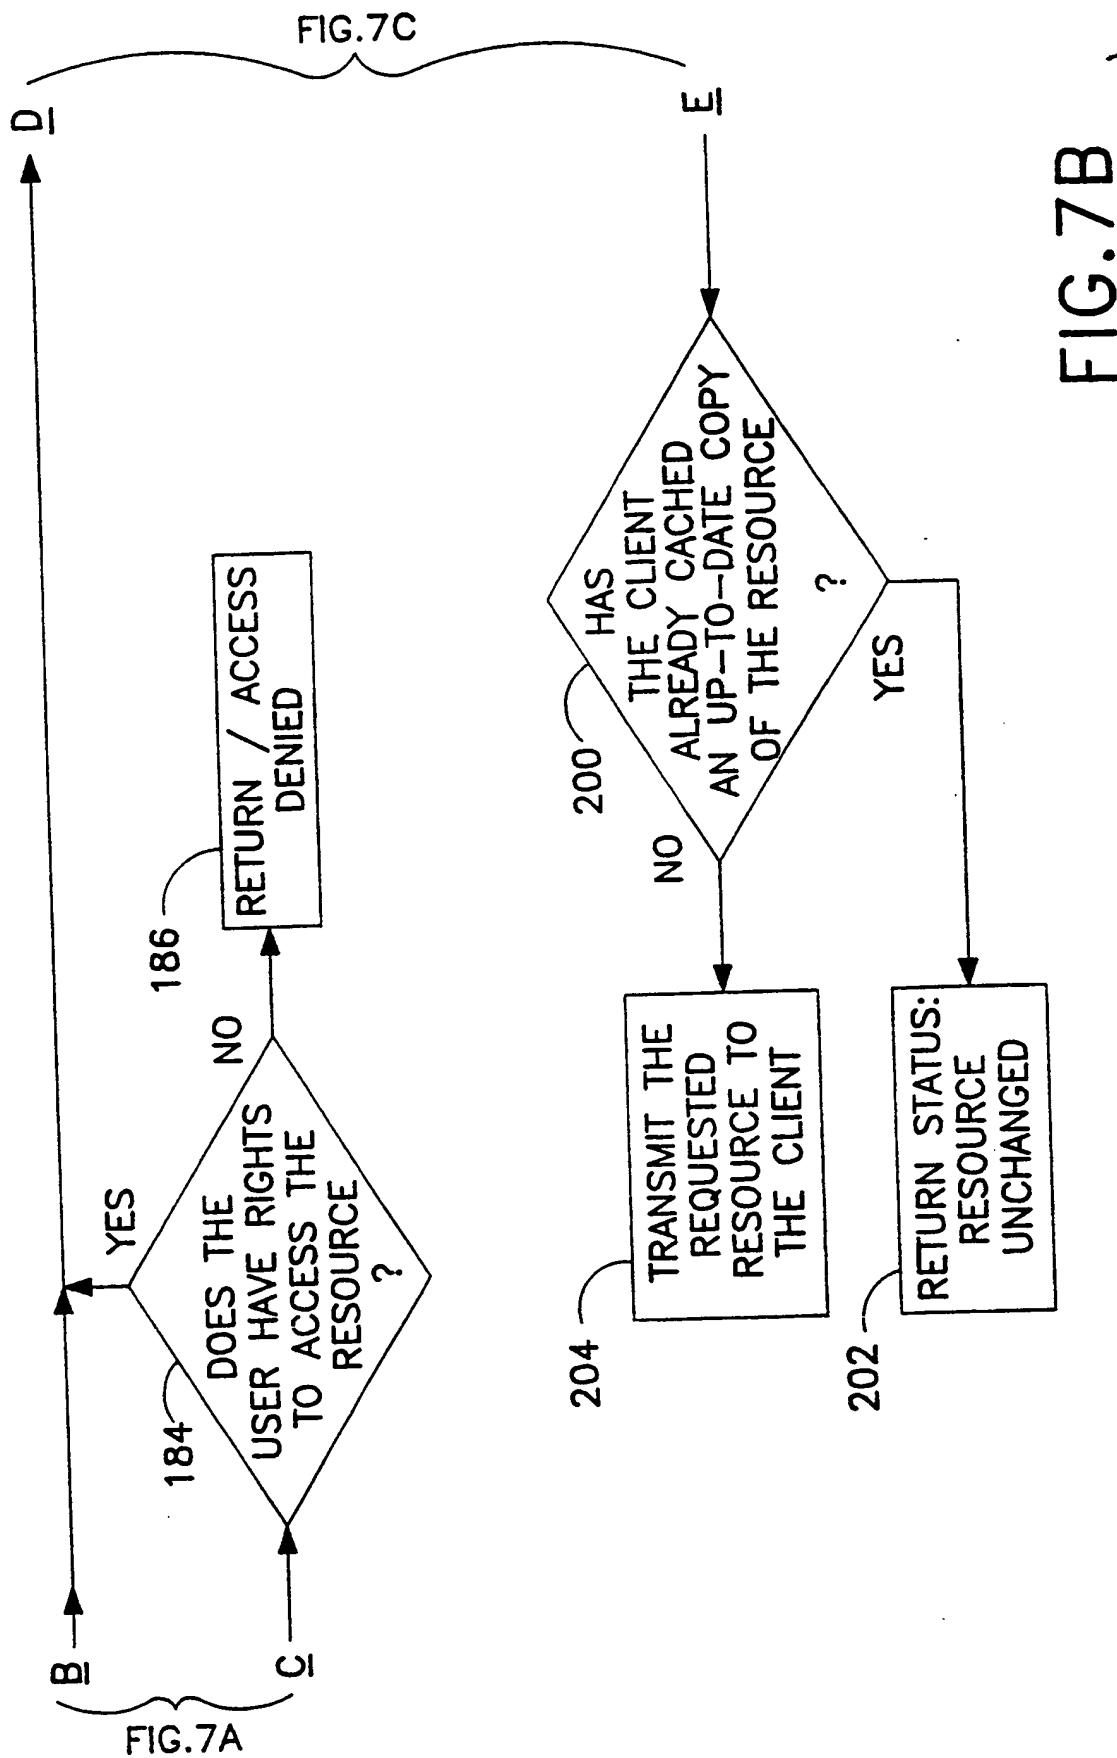 FIG.7A
B
C
184
DOES THE
USER HAVE RIGHTS
TO ACCESS THE
RESOURCE
?
YES
NO
186
RETURN / ACCESS
DENIED
D
FIG.7C
E
200
HAS
THE CLIENT
ALREADY CACHED
AN UP-TO-DATE COPY
OF THE RESOURCE
?
NO
YES
204
TRANSMIT THE
REQUESTED
RESOURCE TO
THE CLIENT
202
RETURN STATUS:
RESOURCE
UNCHANGED
FIG.7B